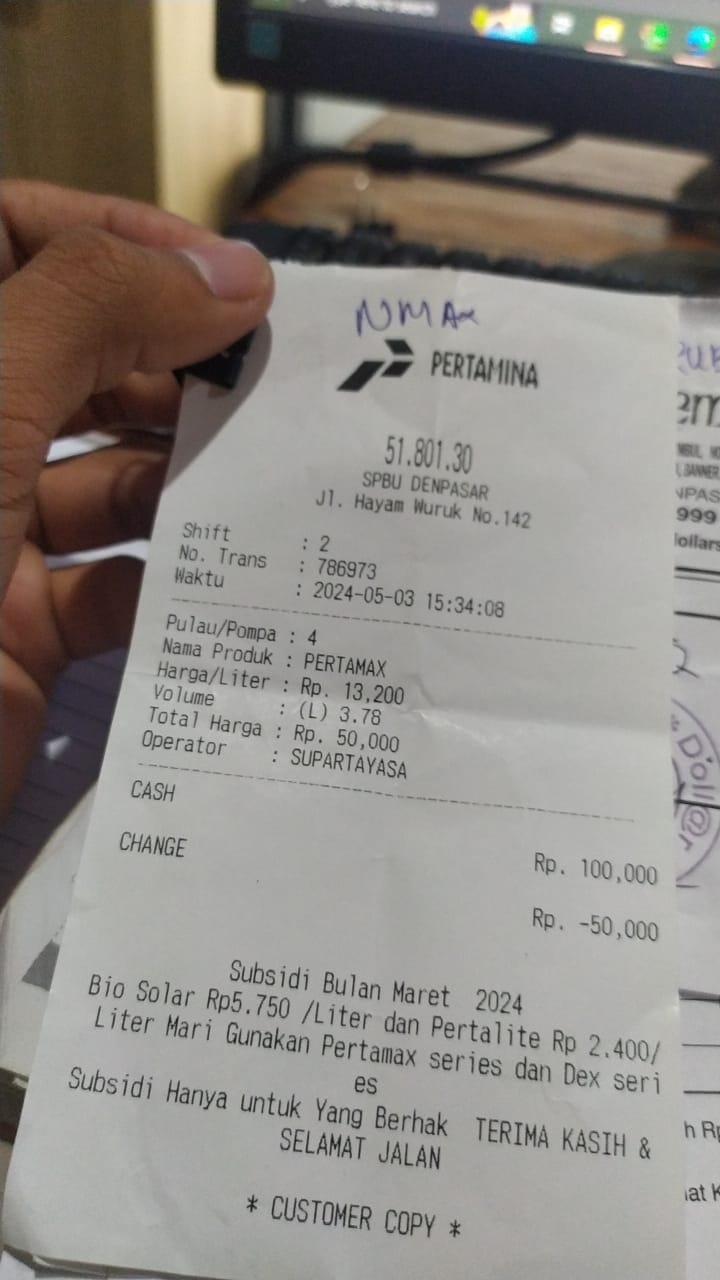 NMAX
PERTAMINA
51.801.30
SPBU DENPASAR
Jl. Hayam Wuruk No.142
Shift : 2
No. Trans : 786973
Waktu : 2024-05-03 15:34:08
Pulau/Pompa : 4
Nama Produk : PERTAMAX
Harga/Liter : Rp. 13,200
Volume : (L) 3.78
Total Harga : Rp. 50,000
Operator : SUPARTAYASA
CASH
Rp. 100,000
CHANGE
Rp. -50,000
Subsidi Bulan Maret 2024
Bio Solar Rp5.750 /Liter dan Pertalite Rp 2.400/
Liter Mari Gunakan Pertamax series dan Dex seri
es
Subsidi Hanya untuk Yang Berhak TERIMA KASIH &
SELAMAT JALAN
* CUSTOMER COPY *
999
Doll@r